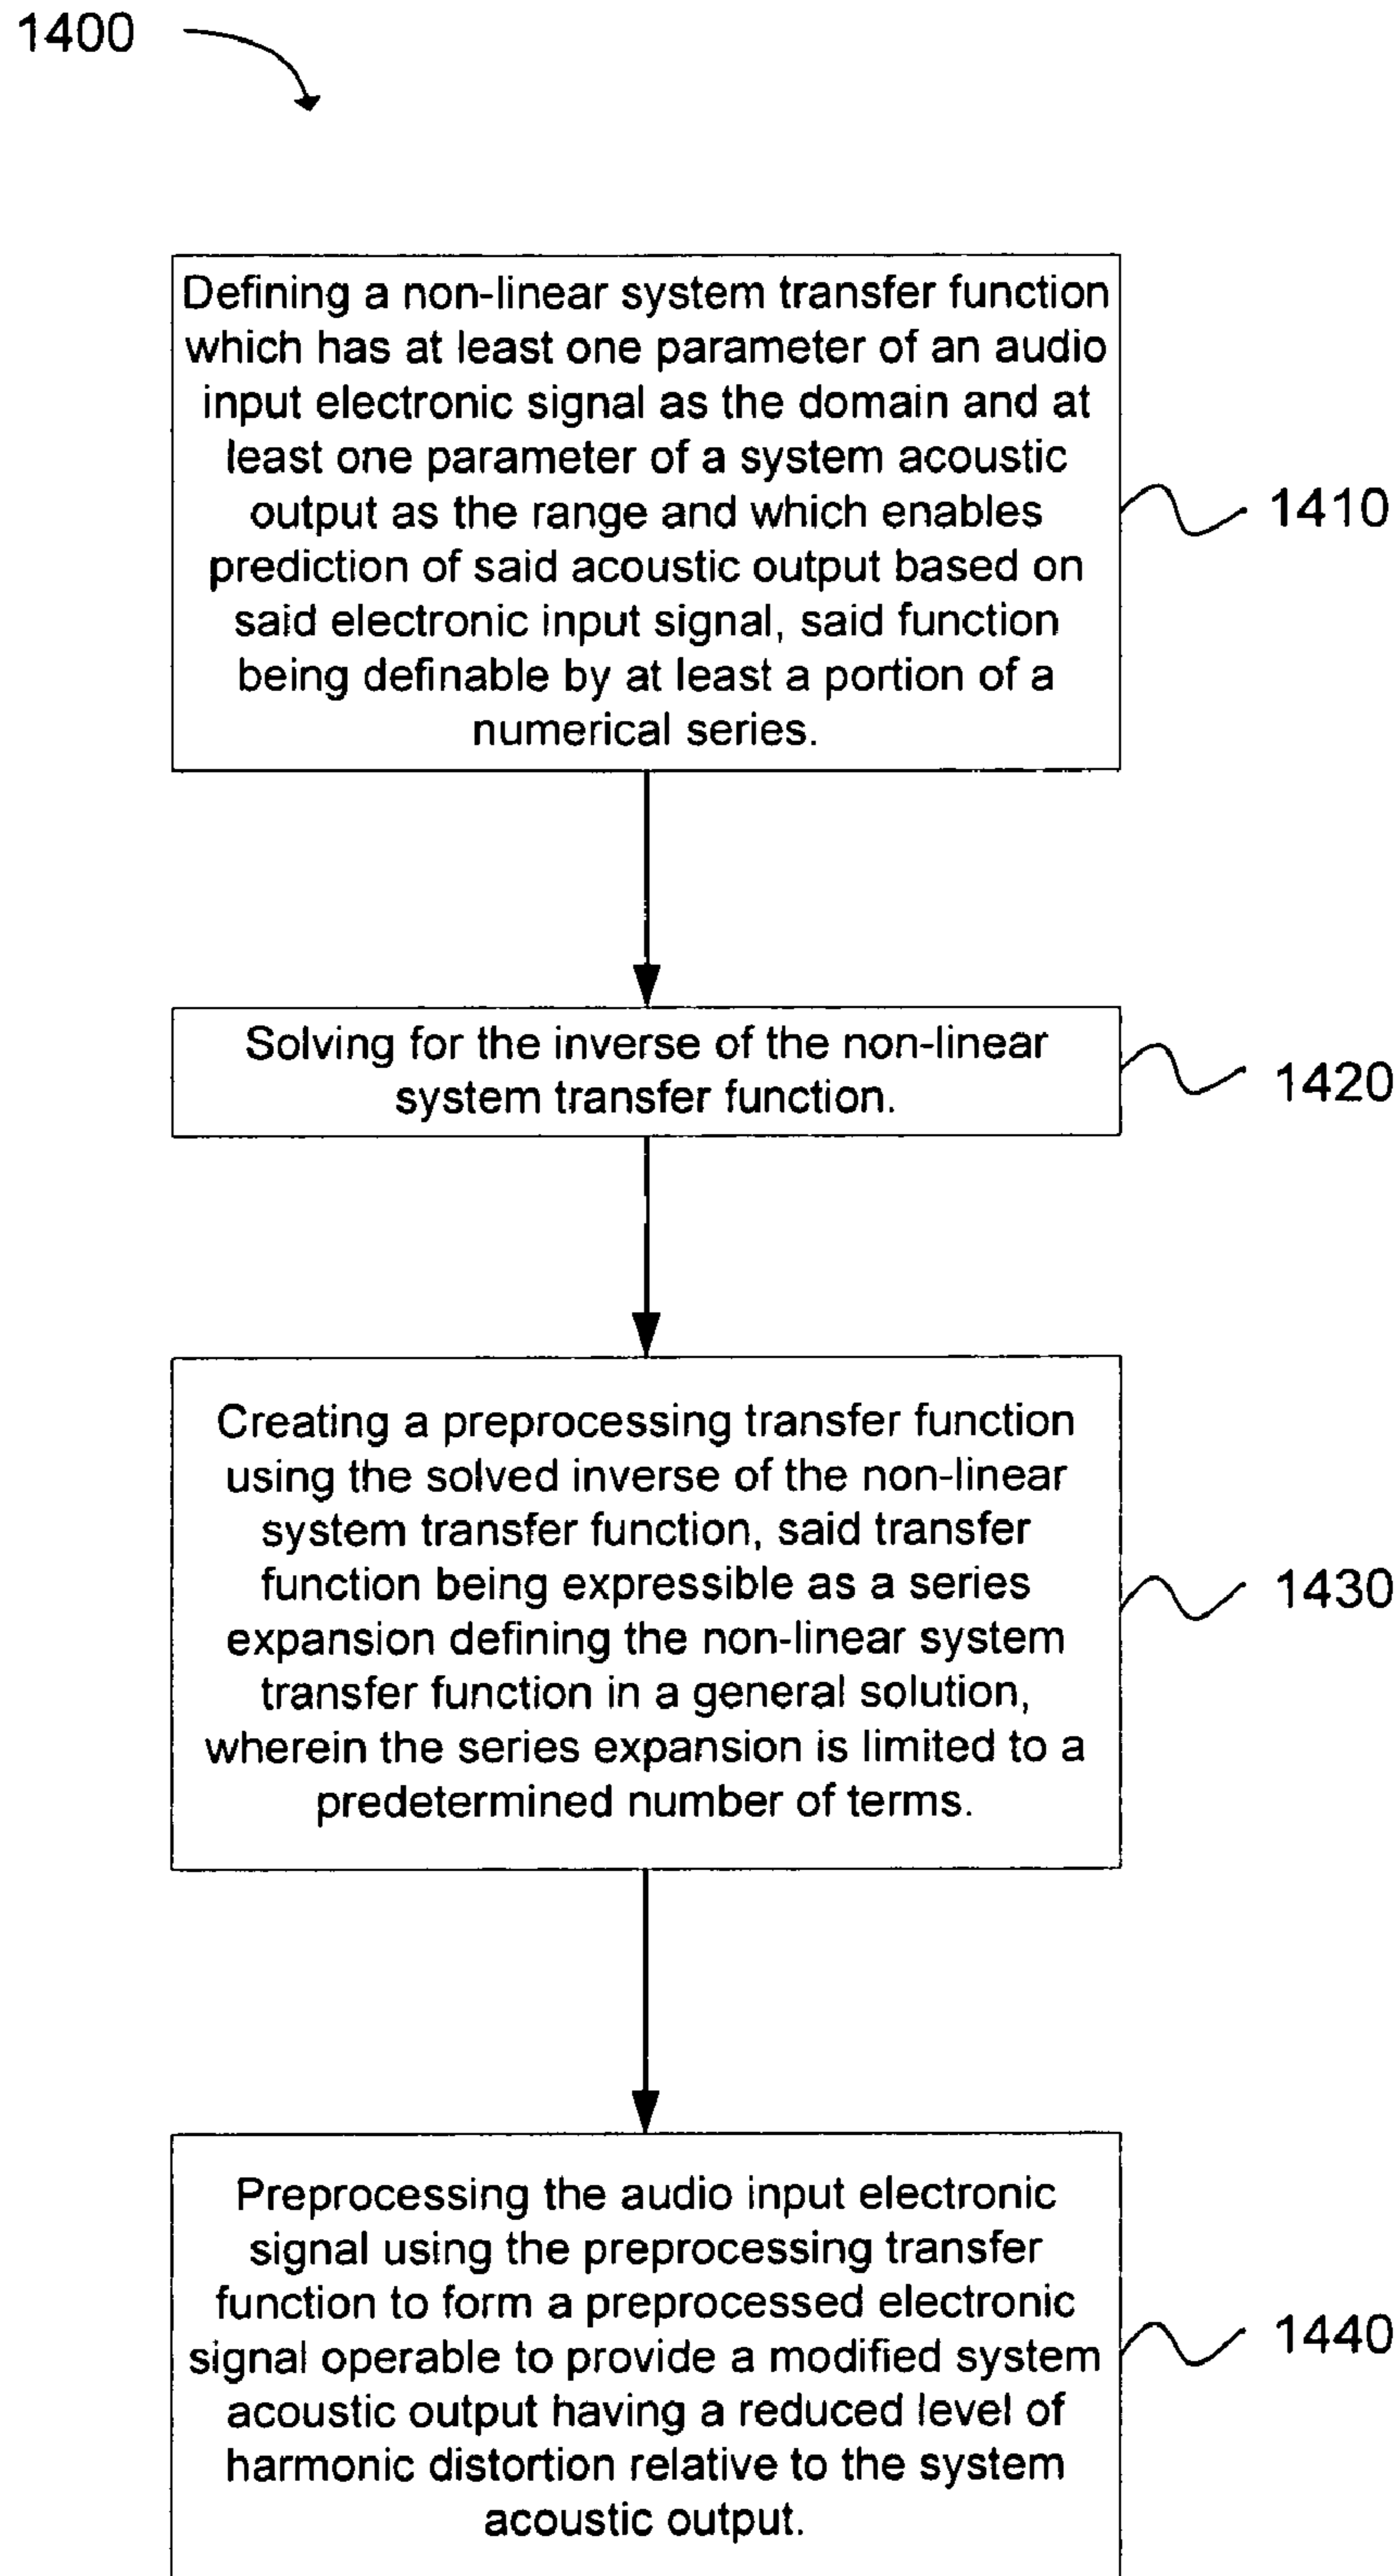 1400
Defining a non-linear system transfer function
which has at least one parameter of an audio
input electronic signal as the domain and at
least one parameter of a system acoustic
output as the range and which enables
prediction of said acoustic output based on
said electronic input signal, said function
being definable by at least a portion of a
numerical series.
1410
Solving for the inverse of the non-linear
system transfer function.
1420
Creating a preprocessing transfer function
using the solved inverse of the non-linear
system transfer function, said transfer
function being expressible as a series
expansion defining the non-linear system
transfer function in a general solution,
wherein the series expansion is limited to a
predetermined number of terms.
1430
Preprocessing the audio input electronic
signal using the preprocessing transfer
function to form a preprocessed electronic
signal operable to provide a modified system
acoustic output having a reduced level of
harmonic distortion relative to the system
acoustic output.
1440